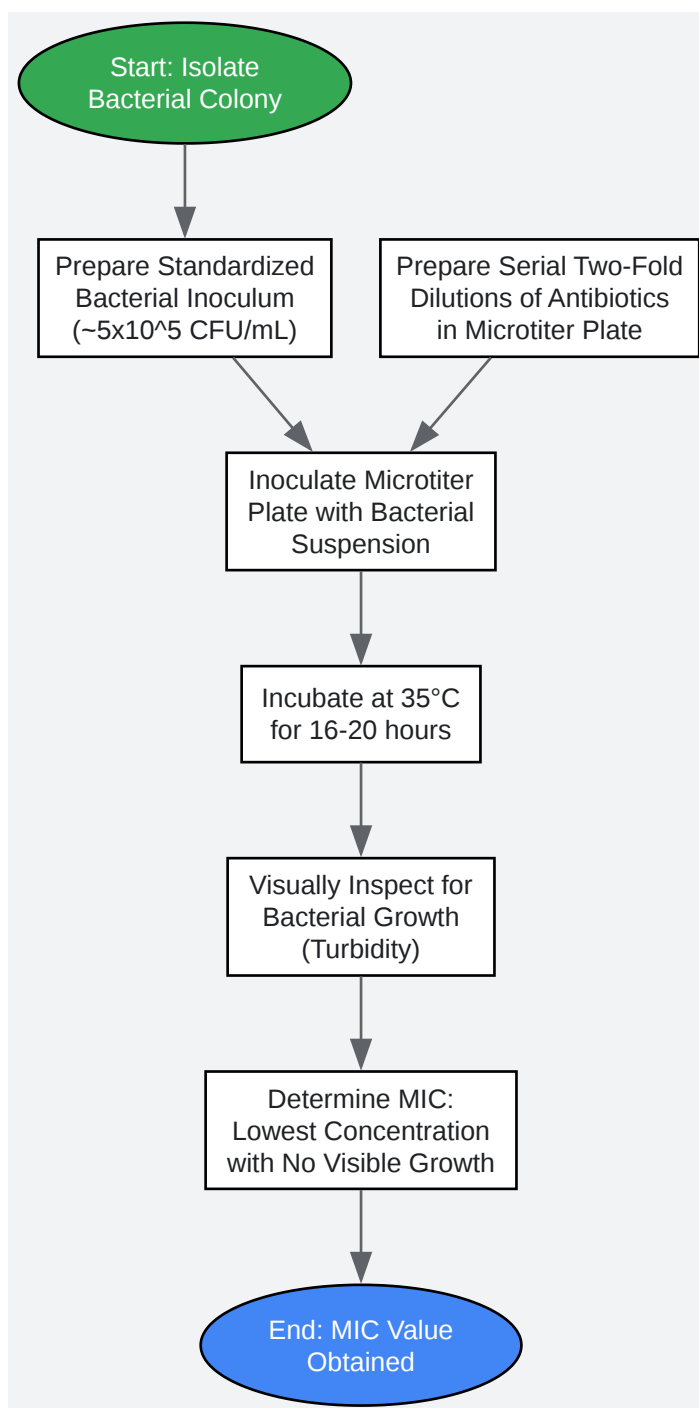 Start: Isolate
Bacterial Colony
Prepare Standardized
Bacterial Inoculum
(~5x10^5 CFU/mL)
Prepare Serial Two-Fold
Dilutions of Antibiotics
in Microtiter Plate
Inoculate Microtiter
Plate with Bacterial
Suspension
Incubate at 35°C
for 16-20 hours
Visually Inspect for
Bacterial Growth
(Turbidity)
Determine MIC:
Lowest Concentration
with No Visible Growth
End: MIC Value
Obtained